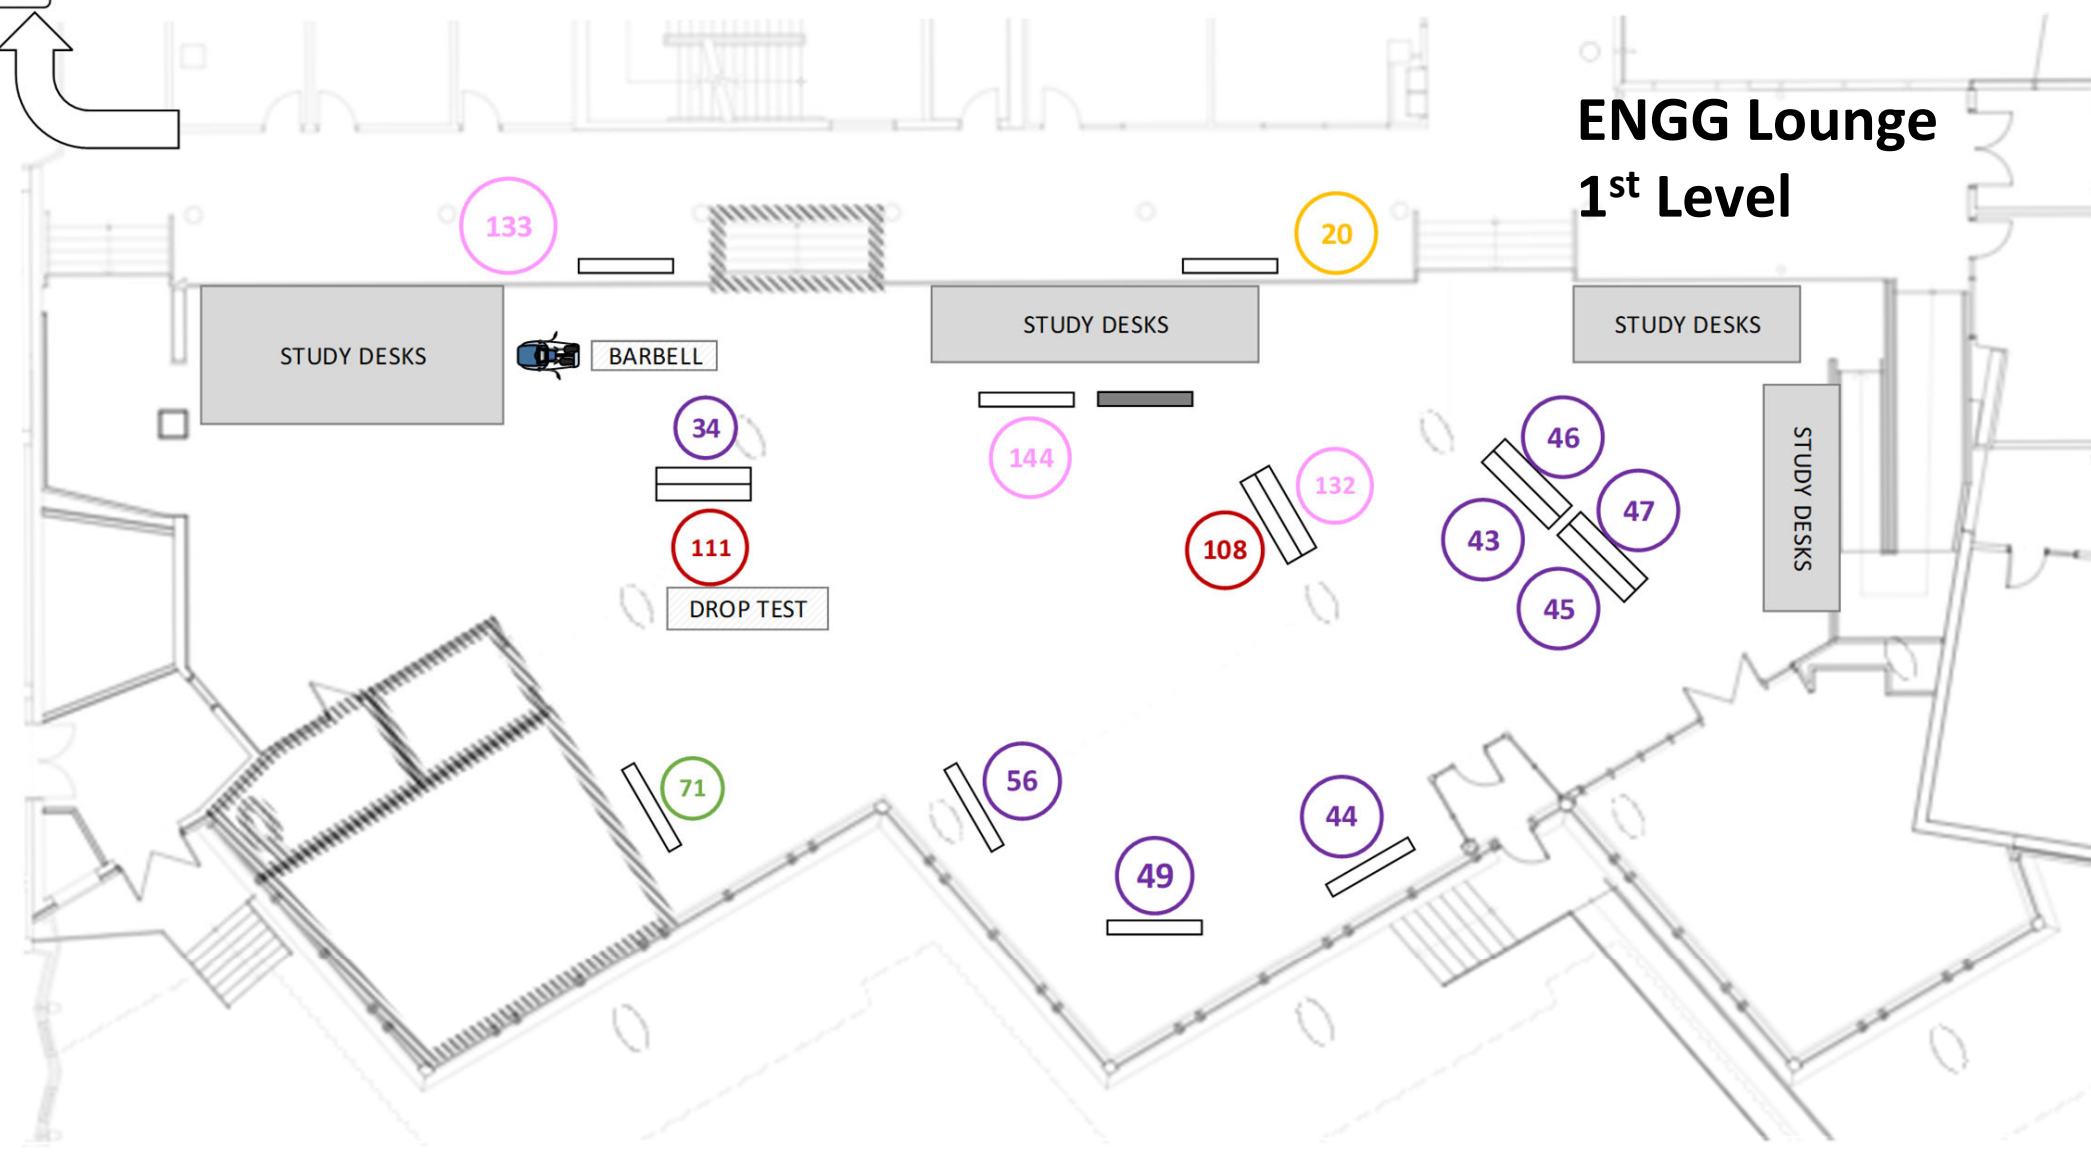 ENGG Lounge
1st Level
133
20
STUDY DESKS
STUDY DESKS
STUDY DESKS
BARBELL
34
144
46
132
47
STUDY DESKS
43
111
108
45
DROP TEST
71
56
44
49